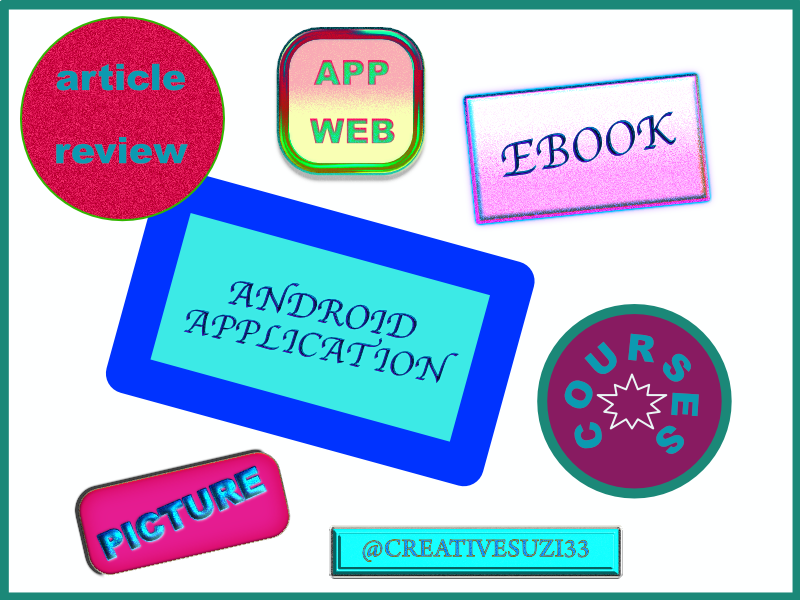 article
review
APP
WEB
EBOOK
ANDROID
APPLICATION
COURSES
PICTURE
@CREATIVESUZI33